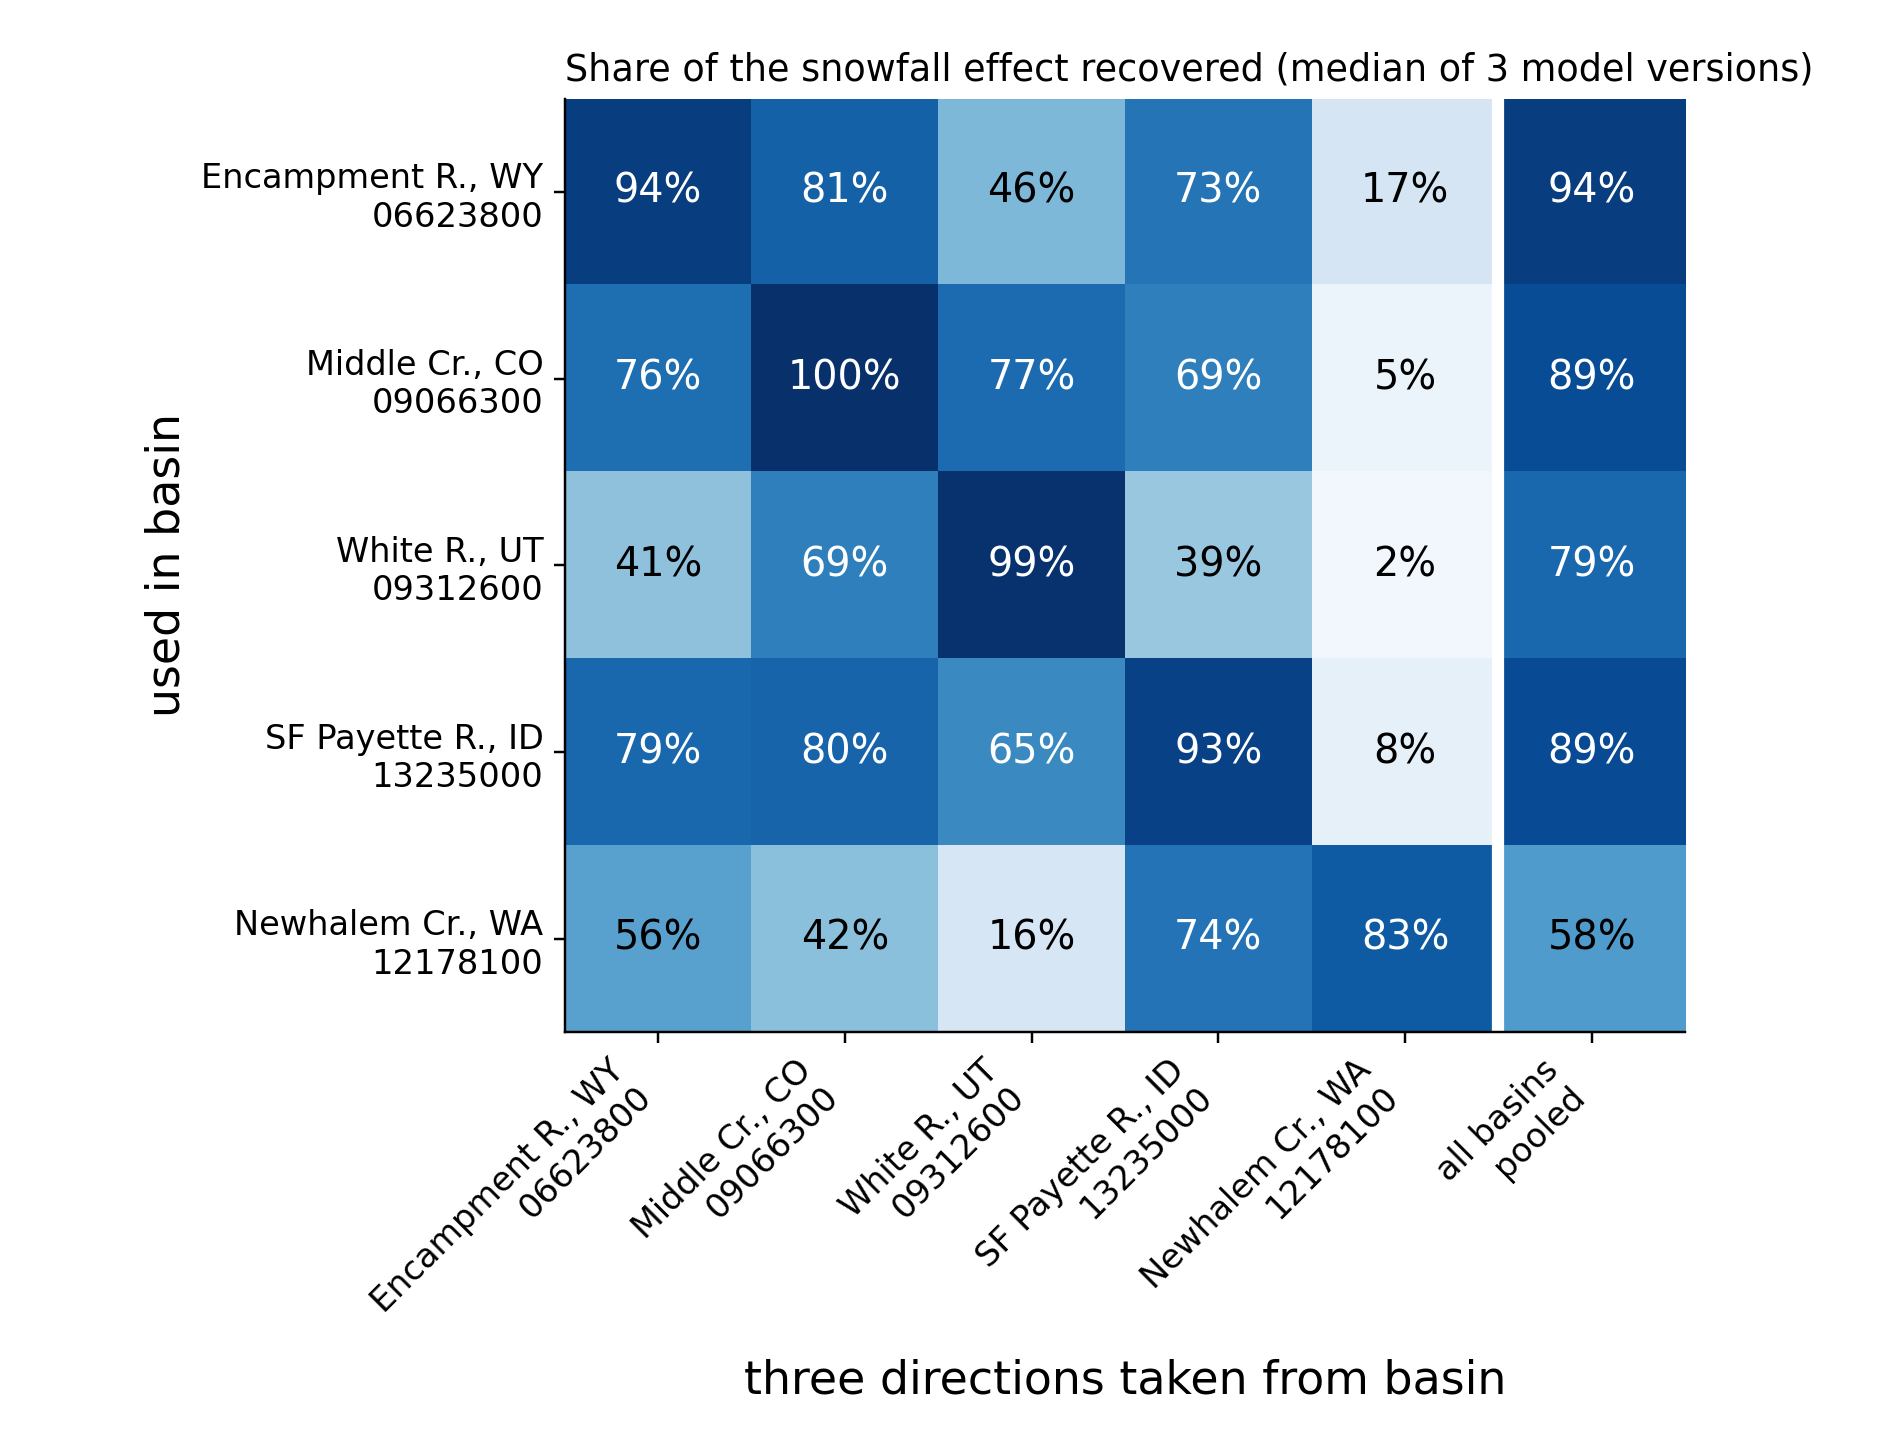 Share of the snowfall effect recovered (median of 3 model versions)
used in basin
Encampment R., WY
06623800
94% 81% 46% 73% 17% 94%
Middle Cr., CO
09066300
76% 100% 77% 69% 5% 89%
White R., UT
09312600
41% 69% 99% 39% 2% 79%
SF Payette R., ID
13235000
79% 80% 65% 93% 8% 89%
Newhalem Cr., WA
12178100
56% 42% 16% 74% 83% 58%
Encampment R., WY
06623800
Middle Cr., CO
09066300
White R., UT
09312600
SF Payette R., ID
13235000
Newhalem Cr., WA
12178100
all basins
pooled
three directions taken from basin